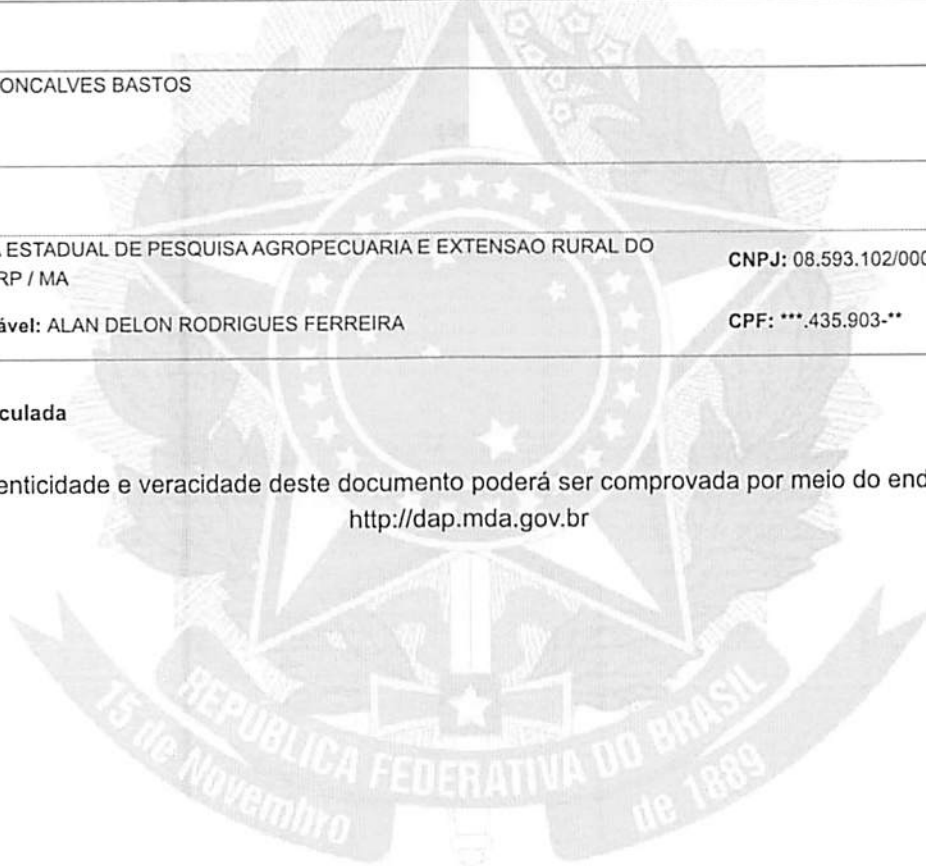 ONCALVES BASTOS
ESTADUAL DE PESQUISA AGROPECUARIA E EXTENSAO RURAL DO
RP / MA
CNPJ: 08.593.102/000
ável: ALAN DELON RODRIGUES FERREIRA
CPF: ***.435.903-**
culada
enticidade e veracidade deste documento poderá ser comprovada por meio do end
http://dap.mda.gov.br
REPUBLICA FEDERATIVA DO BRASIL
15 de Novembro
de 1889